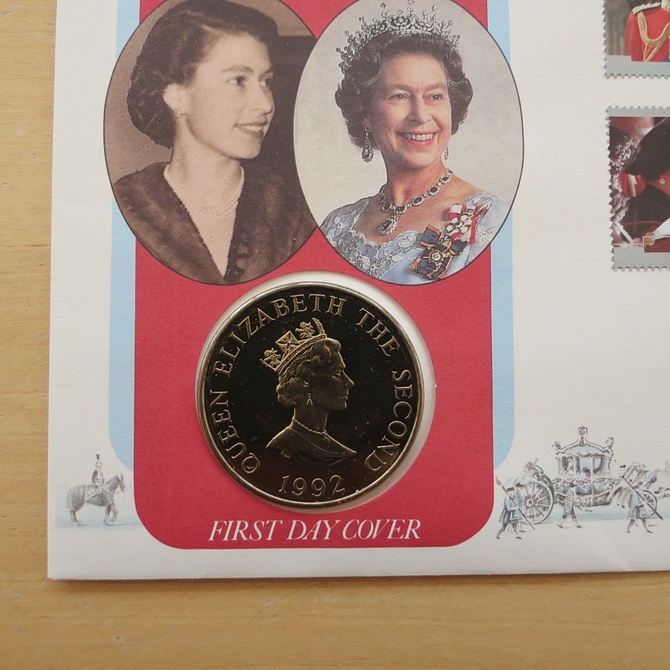 QUEEN ELIZABETH THE SECOND
1992
FIRST DAY COVER